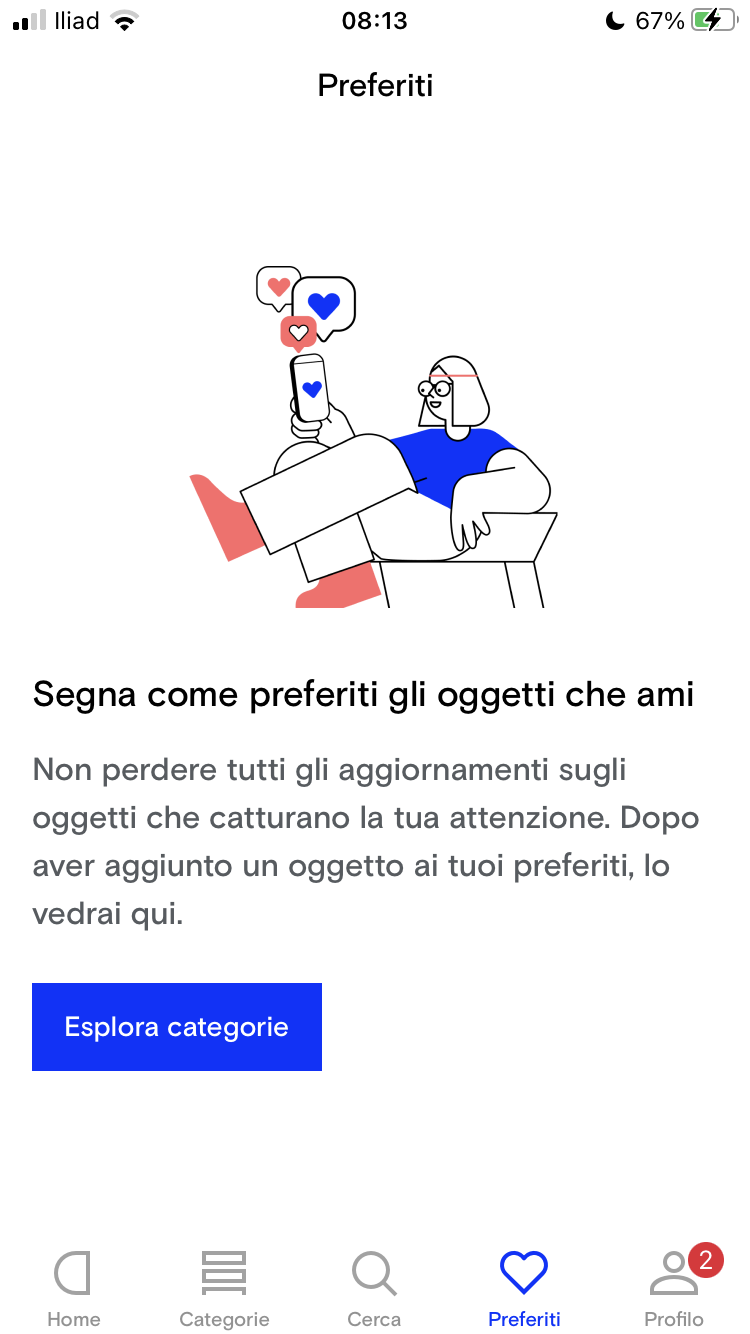 Iliad 08:13 67%
Preferiti
Segna come preferiti gli oggetti che ami
Non perdere tutti gli aggiornamenti sugli
oggetti che catturano la tua attenzione. Dopo
aver aggiunto un oggetto ai tuoi preferiti, lo
vedrai qui.
Esplora categorie
2
Home Categorie Cerca Preferiti Profilo